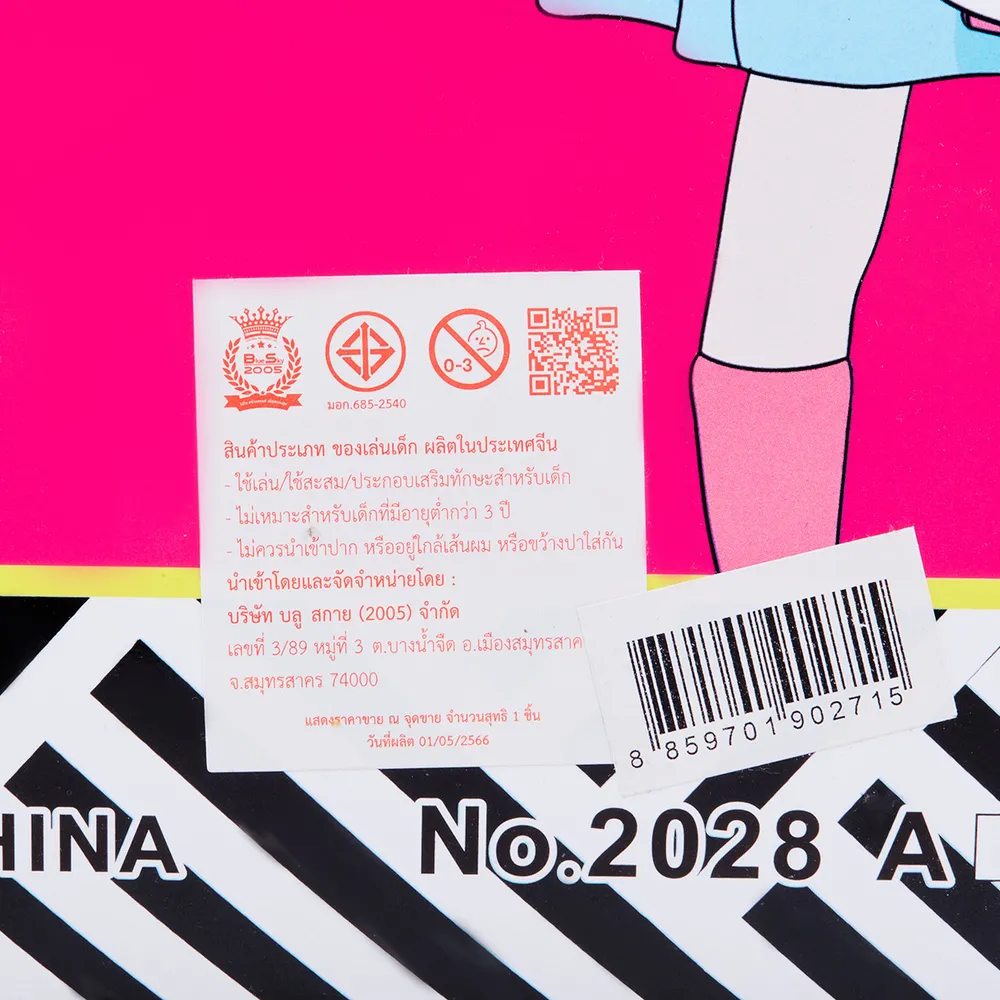 Blue Sky
2005
มอก.685-2540
0-3
สินค้าประเภท ของเล่นเด็ก ผลิตในประเทศจีน
- ใช้เล่น/ใช้สะสม/ประกอบเสริมทักษะสำหรับเด็ก
- ไม่เหมาะสำหรับเด็กที่มีอายุต่ำกว่า 3 ปี
- ไม่ควรนำเข้าปาก หรืออยู่ใกล้เส้นผม หรือขว้างปาใส่กัน
นำเข้าโดยและจัดจำหน่ายโดย :
บริษัท บลู สกาย (2005) จำกัด
เลขที่ 3/89 หมู่ที่ 3 ต.บางน้ำจืด อ.เมืองสมุทรสาค
จ.สมุทรสาคร 74000
แสดงราคาขาย ณ จุดขาย จำนวนสุทธิ 1 ชิ้น
วันที่ผลิต 01/05/2566
8 859701 902715
HINA
No.2028 A